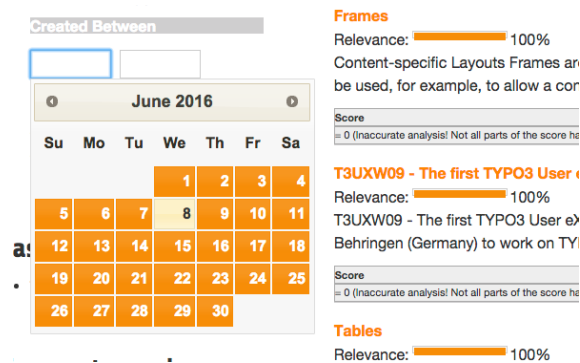 Created Between
June 2016
Su Mo Tu We Th Fr Sa
1 2 3 4
5 6 7 8 9 10 11
12 13 14 15 16 17 18
19 20 21 22 23 24 25
26 27 28 29 30
Frames
Relevance: 100%
Content-specific Layouts Frames are
be used, for example, to allow a
Score
= 0 (Inaccurate analysis! Not all parts of the score
T3UXW09 - The first TYPO3 User
Relevance: 100%
T3UXW09 - The first TYPO3 User
Behringen (Germany) to work on
Score
= 0 (Inaccurate analysis! Not all parts of the score
Tables
Relevance: 100%